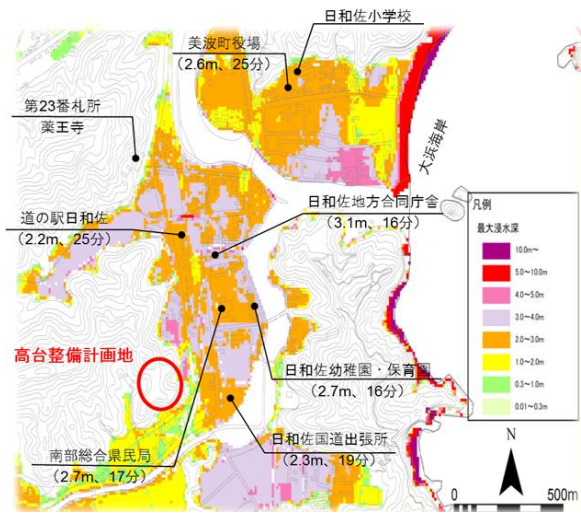 日和佐小学校
美波町役場
（2.6m、25分）
第23番札所
薬王寺
大浜海岸
道の駅日和佐
（2.2m、25分）
日和佐地方合同庁舎
（3.1m、16分）
凡例
最大浸水深
10.0m～
5.0～10.0m
4.0～5.0m
3.0～4.0m
2.0～3.0m
1.0～2.0m
0.3～1.0m
0.01～0.3m
高台整備計画地
日和佐幼稚園・保育園
（2.7m、16分）
南部総合県民局
（2.7m、17分）
日和佐国道出張所
（2.3m、19分）
N
0 500m